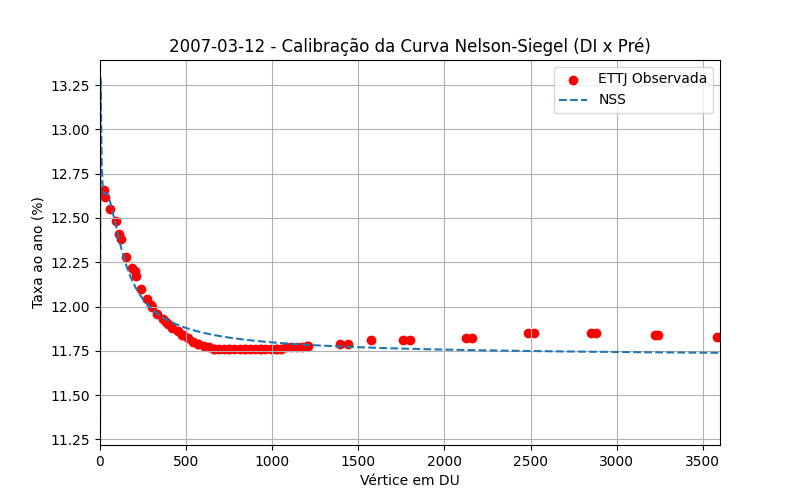 2007-03-12 - Calibração da Curva Nelson-Siegel (DI x Pré)
ETTJ Observada
NSS
Taxa ao ano (%)
13.25
13.00
12.75
12.50
12.25
12.00
11.75
11.50
11.25
0 500 1000 1500 2000 2500 3000 3500
Vértice em DU